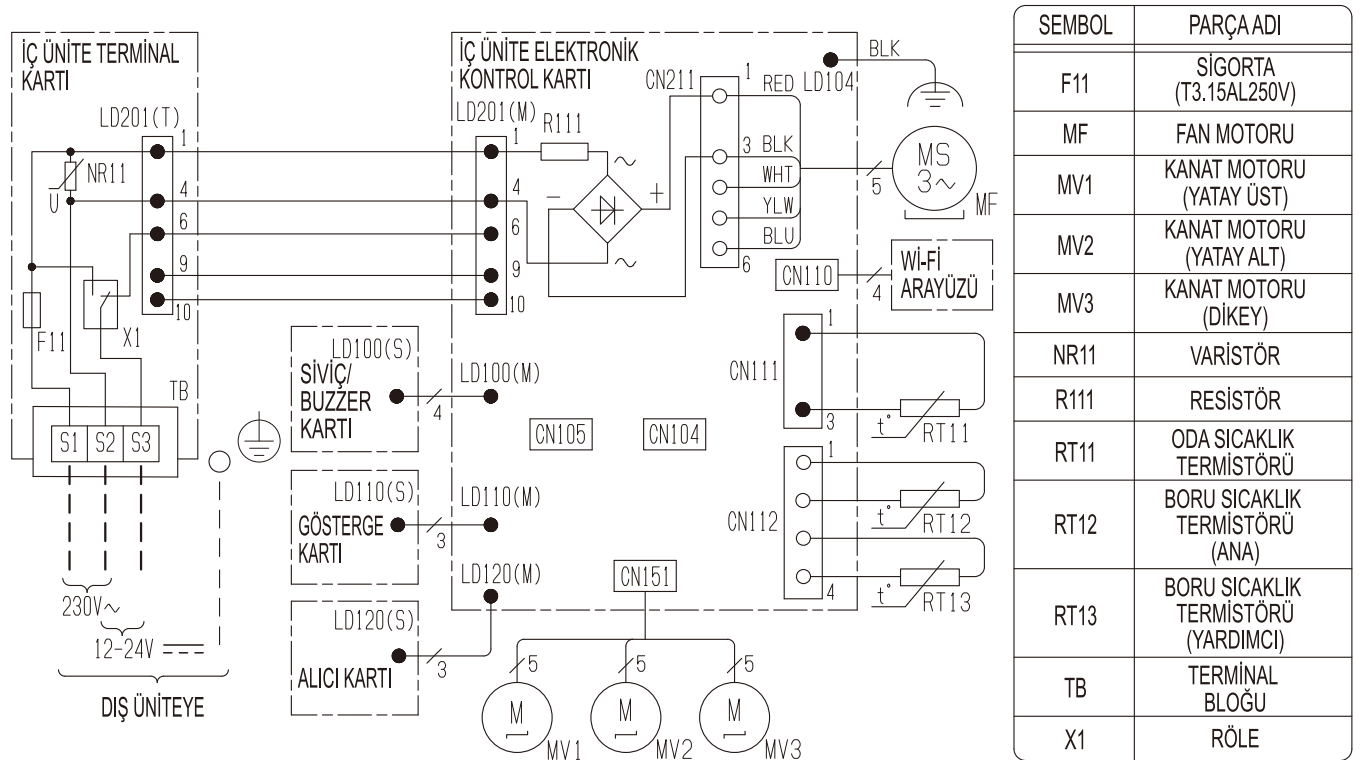 İÇ ÜNİTE TERMİNAL
KARTI
LD201(T)
1
4
6
9
10
NR11
U
F11
X1
TB
S1
S2
S3
230V~
12-24V
DIŞ ÜNİTEYE
İÇ ÜNİTE ELEKTRONİK
KONTROL KARTI
LD201(M)
1
4
6
9
10
R111
~
~
-
+
CN211
1
3
6
RED
BLK
WHT
YLW
BLU
LD104
BLK
5
MS
3~
MF
CN110
4
Wİ-Fİ
ARAYÜZÜ
CN111
1
3
t°
RT11
CN112
1
4
t°
RT12
t°
RT13
CN105
CN104
LD100(S)
SİVİÇ/
BUZZER
KARTI
4
LD100(M)
LD110(S)
GÖSTERGE
KARTI
3
LD110(M)
LD120(S)
ALICI KARTI
3
LD120(M)
CN151
5
5
5
M
M
M
MV1
MV2
MV3
SEMBOL PARÇA ADI
F11 SİGORTA
(T3.15AL250V)
MF FAN MOTORU
MV1 KANAT MOTORU
(YATAY ÜST)
MV2 KANAT MOTORU
(YATAY ALT)
MV3 KANAT MOTORU
(DİKEY)
NR11 VARİSTÖR
R111 RESİSTÖR
RT11 ODA SICAKLIK
TERMİSTÖRÜ
RT12 BORU SICAKLIK
TERMİSTÖRÜ
(ANA)
RT13 BORU SICAKLIK
TERMİSTÖRÜ
(YARDIMCI)
TB TERMİNAL
BLOĞU
X1 RÖLE